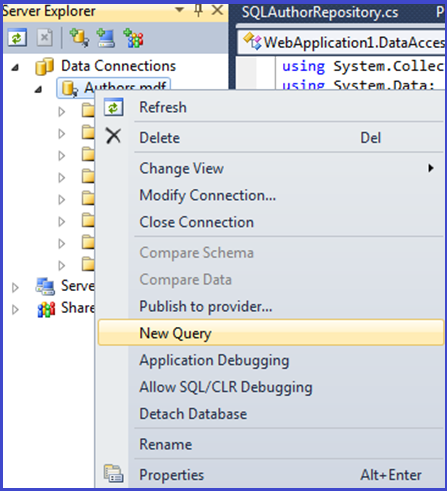 Server Explorer
SQLAuthorRepository.cs
WebApplication1.DataAcces
using System.Collec
using System.Data;
Data Connections
Authors.mdf
Refresh
Delete Del
Change View
Modify Connection...
Close Connection
Compare Schema
Compare Data
Publish to provider...
Serve
Share
New Query
Application Debugging
Allow SQL/CLR Debugging
Detach Database
Rename
Properties Alt+Enter